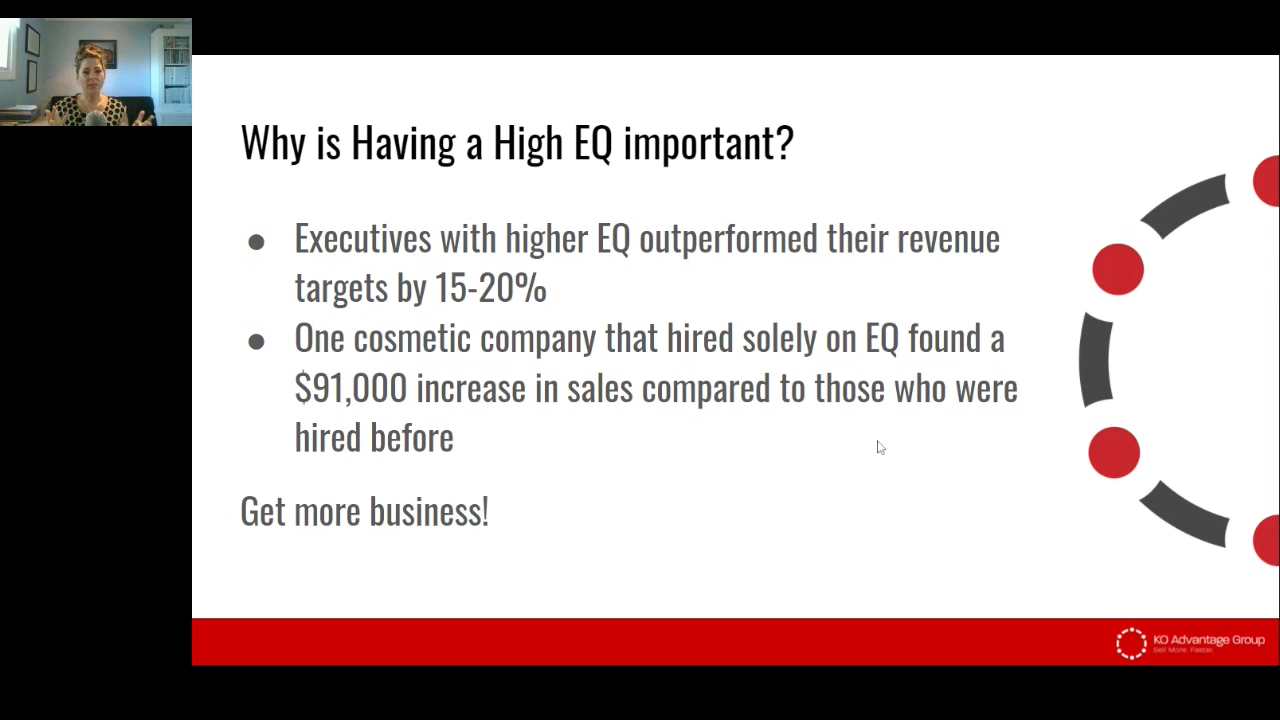 Why is Having a High EQ important?
● Executives with higher EQ outperformed their revenue
targets by 15-20%
● One cosmetic company that hired solely on EQ found a
$91,000 increase in sales compared to those who were
hired before
Get more business!
KO Advantage Group
Sell More. Faster.